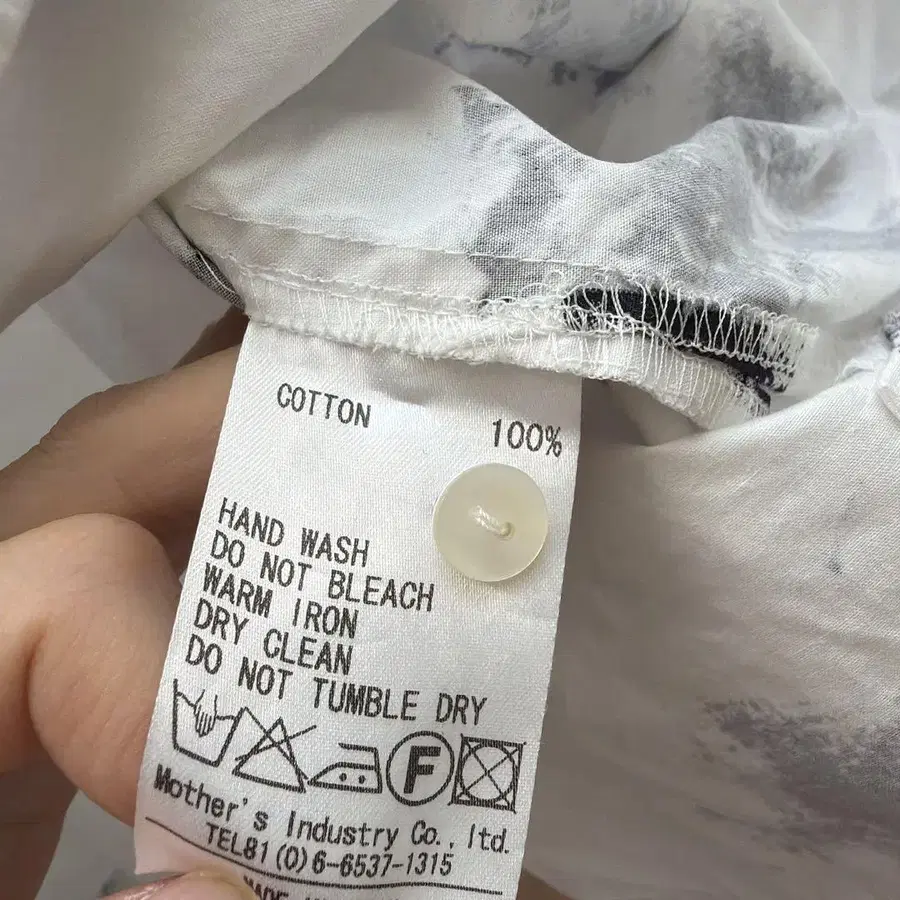 COTTON 100%
HAND WASH
DO NOT BLEACH
WARM IRON
DRY CLEAN
DO NOT TUMBLE DRY
F
Mother's Industry Co., ltd.
TEL81(0)6-6537-1315
MADE